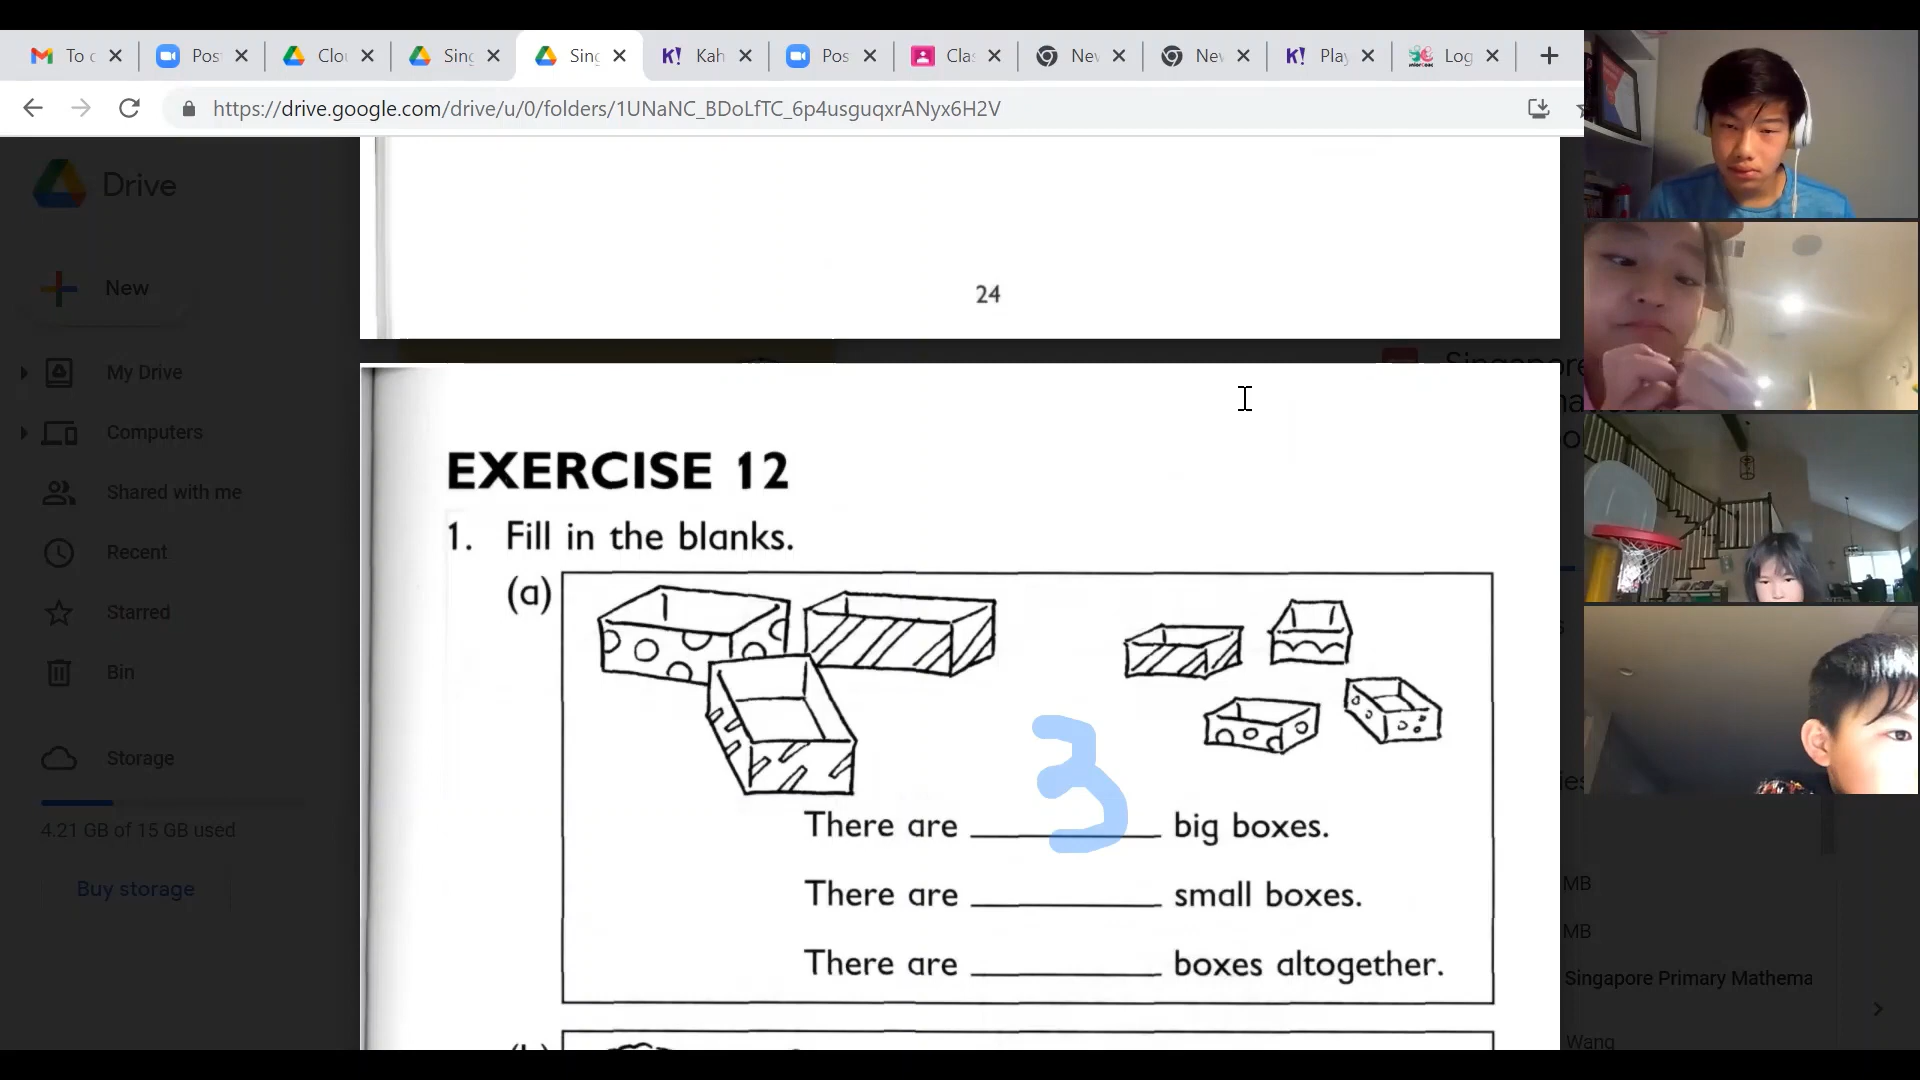 To c
Pos
Clou
Sing
Sing
Kah
Pos
Clas
Nev
Nev
Play
Log
https://drive.google.com/drive/u/0/folders/1UNaNC_BDoLfTC_6p4usguqxrANyx6H2V
Drive
New
My Drive
Computers
Shared with me
Recent
Starred
Bin
Storage
4.21 GB of 15 GB used
Buy storage
24
EXERCISE 12
1. Fill in the blanks.
(a)
There are 3 big boxes.
There are ________ small boxes.
There are ________ boxes altogether.
MB
MB
Singapore Primary Mathema
Wang